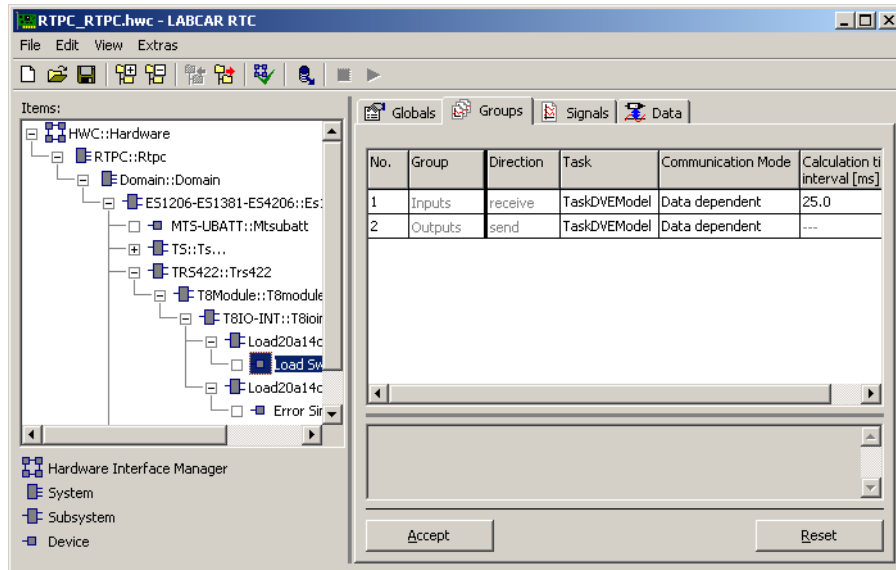 RTPC_RTPC.hwc - LABCAR RTC
File Edit View Extras
Items:
HWC::Hardware
RTPC::Rtpc
Domain::Domain
ES1206-ES1381-ES4206::Es1
MTS-UBATT::Mtsubatt
TS::Ts...
TRS422::Trs422
T8Module::T8module
T8IO-INT::T8ioin
Load20a14c
Load Sw
Load20a14c
Error Sir
Hardware Interface Manager
System
Subsystem
Device
Globals Groups Signals Data
No. Group Direction Task Communication Mode Calculation ti
interval [ms]
1 Inputs receive TaskDVEModel Data dependent 25.0
2 Outputs send TaskDVEModel Data dependent ---
Accept Reset